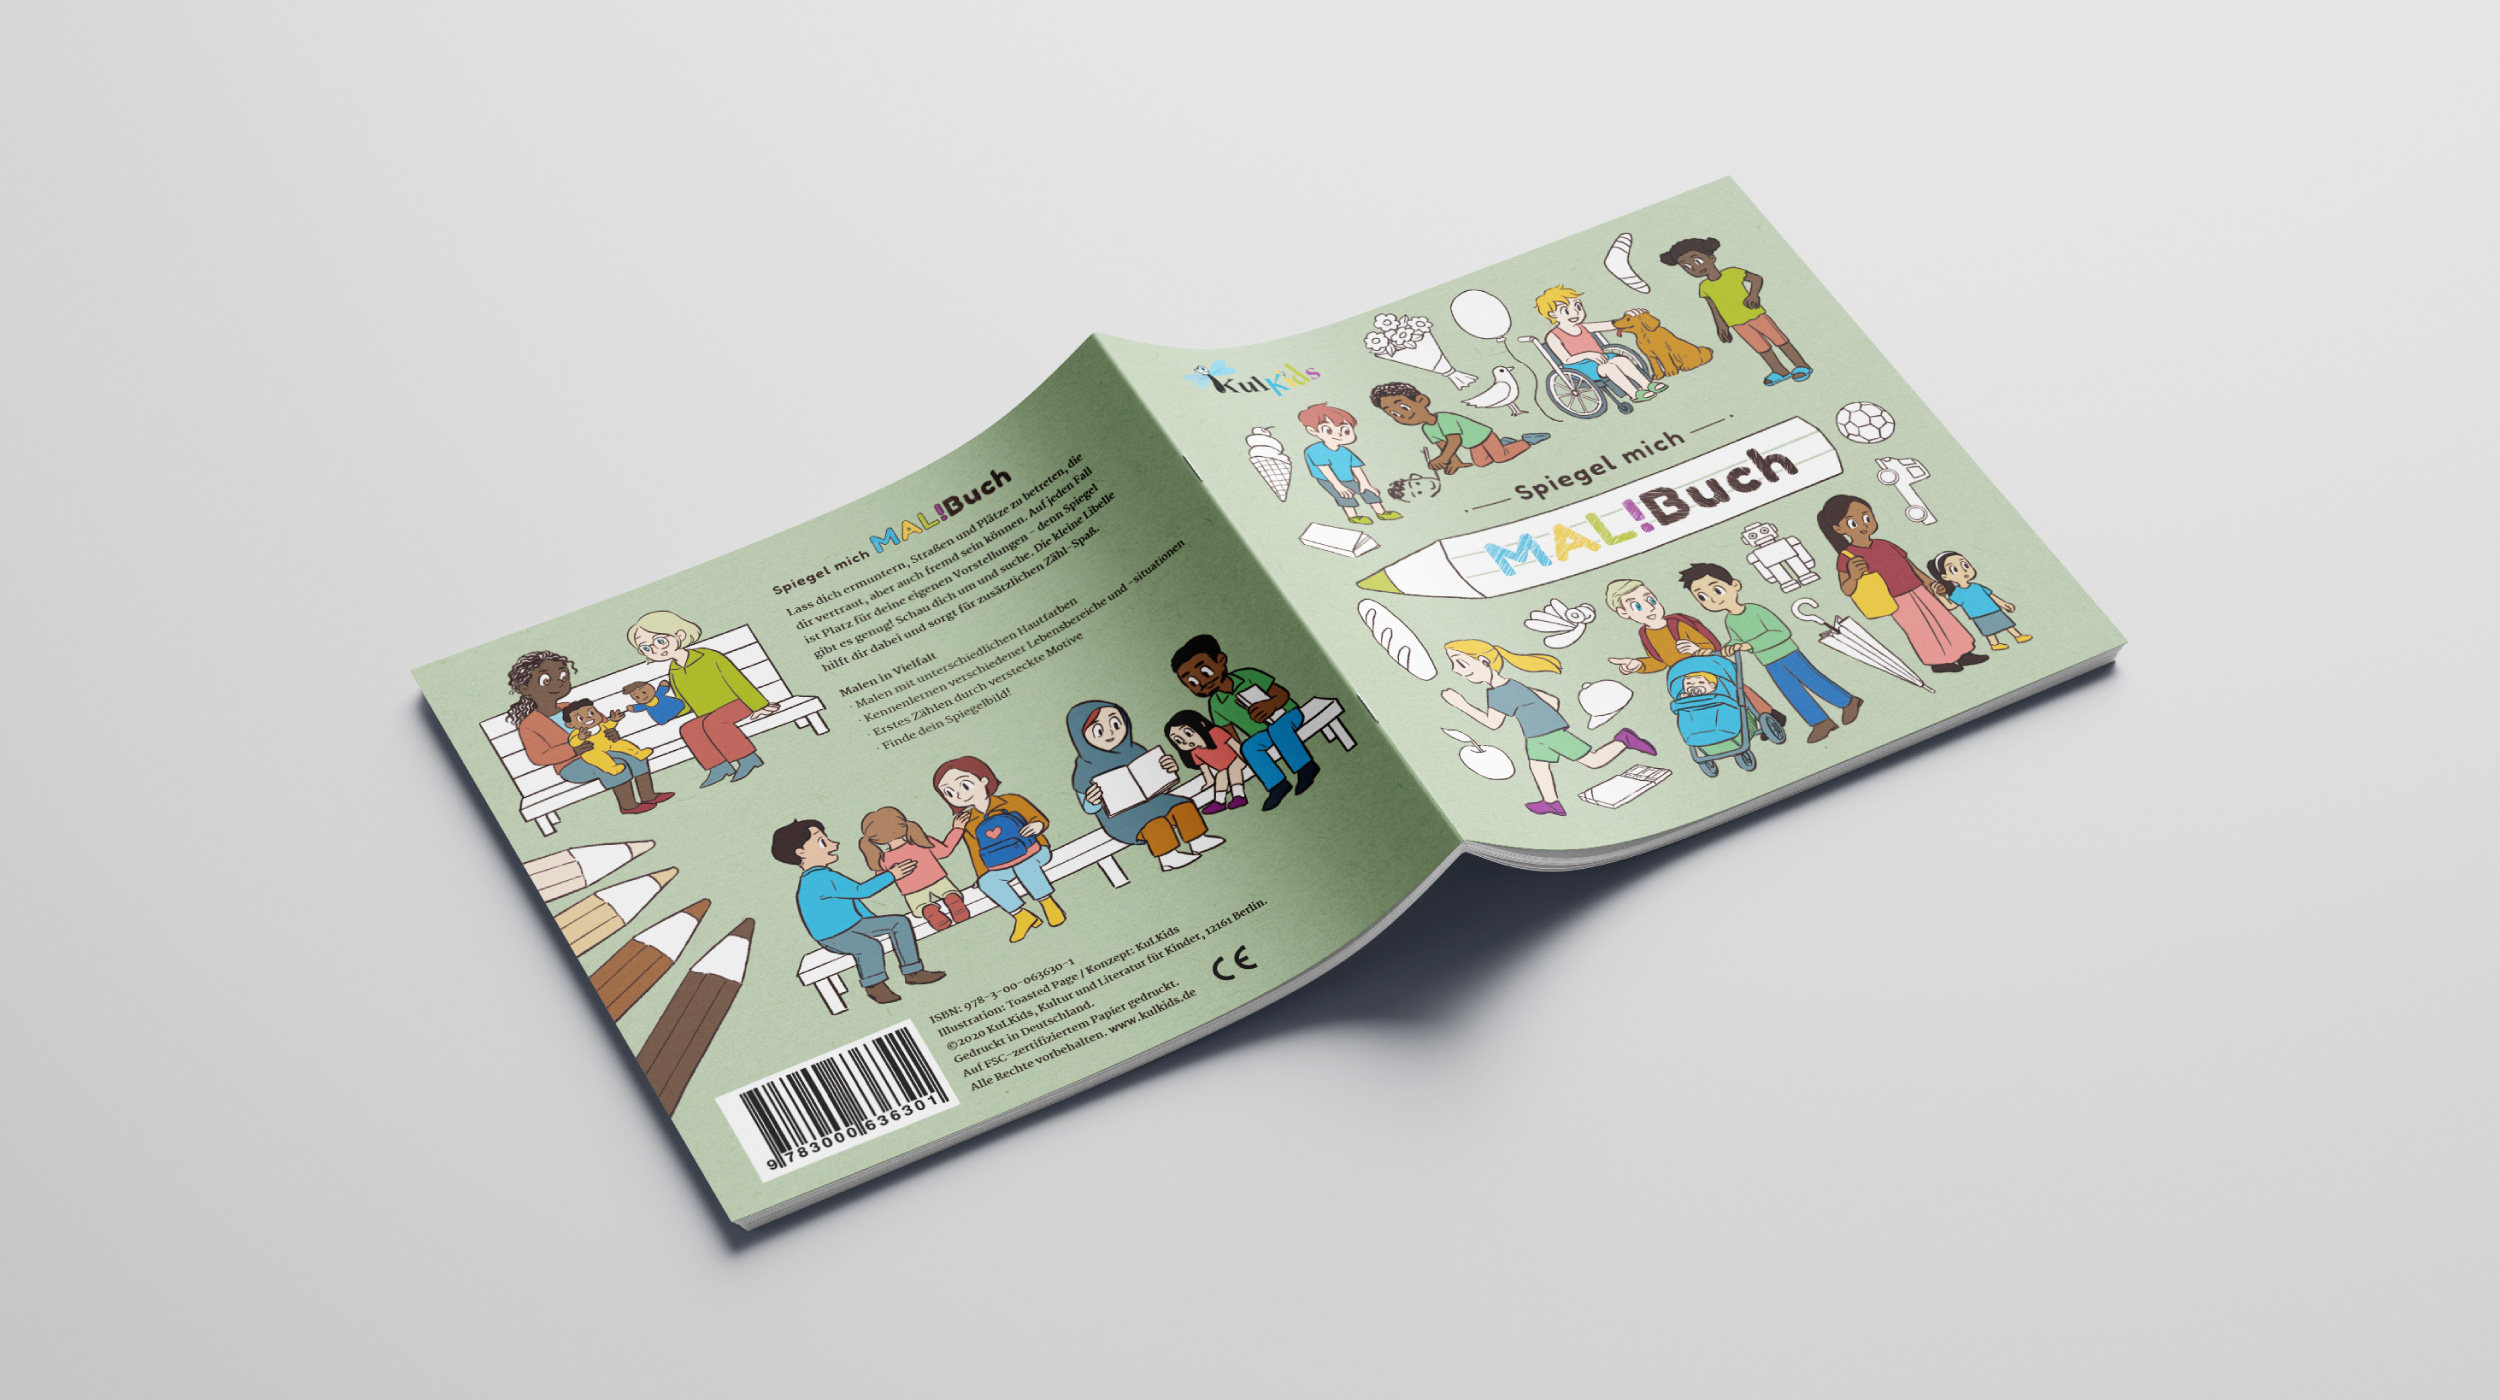 Spiegel mich MAL!Buch
Lass dich ermuntern, Straßen und Plätze zu betreten, die
dir vertraut, aber auch fremd sein können. Auf jeden Fall
ist Platz für deine eigenen Vorstellungen – denn Spiegel
gibt es genug! Schau dich um und suche. Die kleine Libelle
hilft dir dabei und sorgt für zusätzlichen Zähl-Spaß.
Malen in Vielfalt
· Malen mit unterschiedlichen Hautfarben
· Kennenlernen verschiedener Lebensbereiche und -situationen
· Erstes Zählen durch versteckte Motive
· Finde dein Spiegelbild!
ISBN: 978-3-00-063630-1
Illustration: Toasted Page / Konzept: KuLKids
©2020 KuLKids, Kultur und Literatur für Kinder, 12161 Berlin.
Gedruckt in Deutschland.
Auf FSC-zertifiziertem Papier gedruckt.
Alle Rechte vorbehalten. www.kulkids.de
CE
9 783000 636301
KulKids
Spiegel mich
MAL!Buch